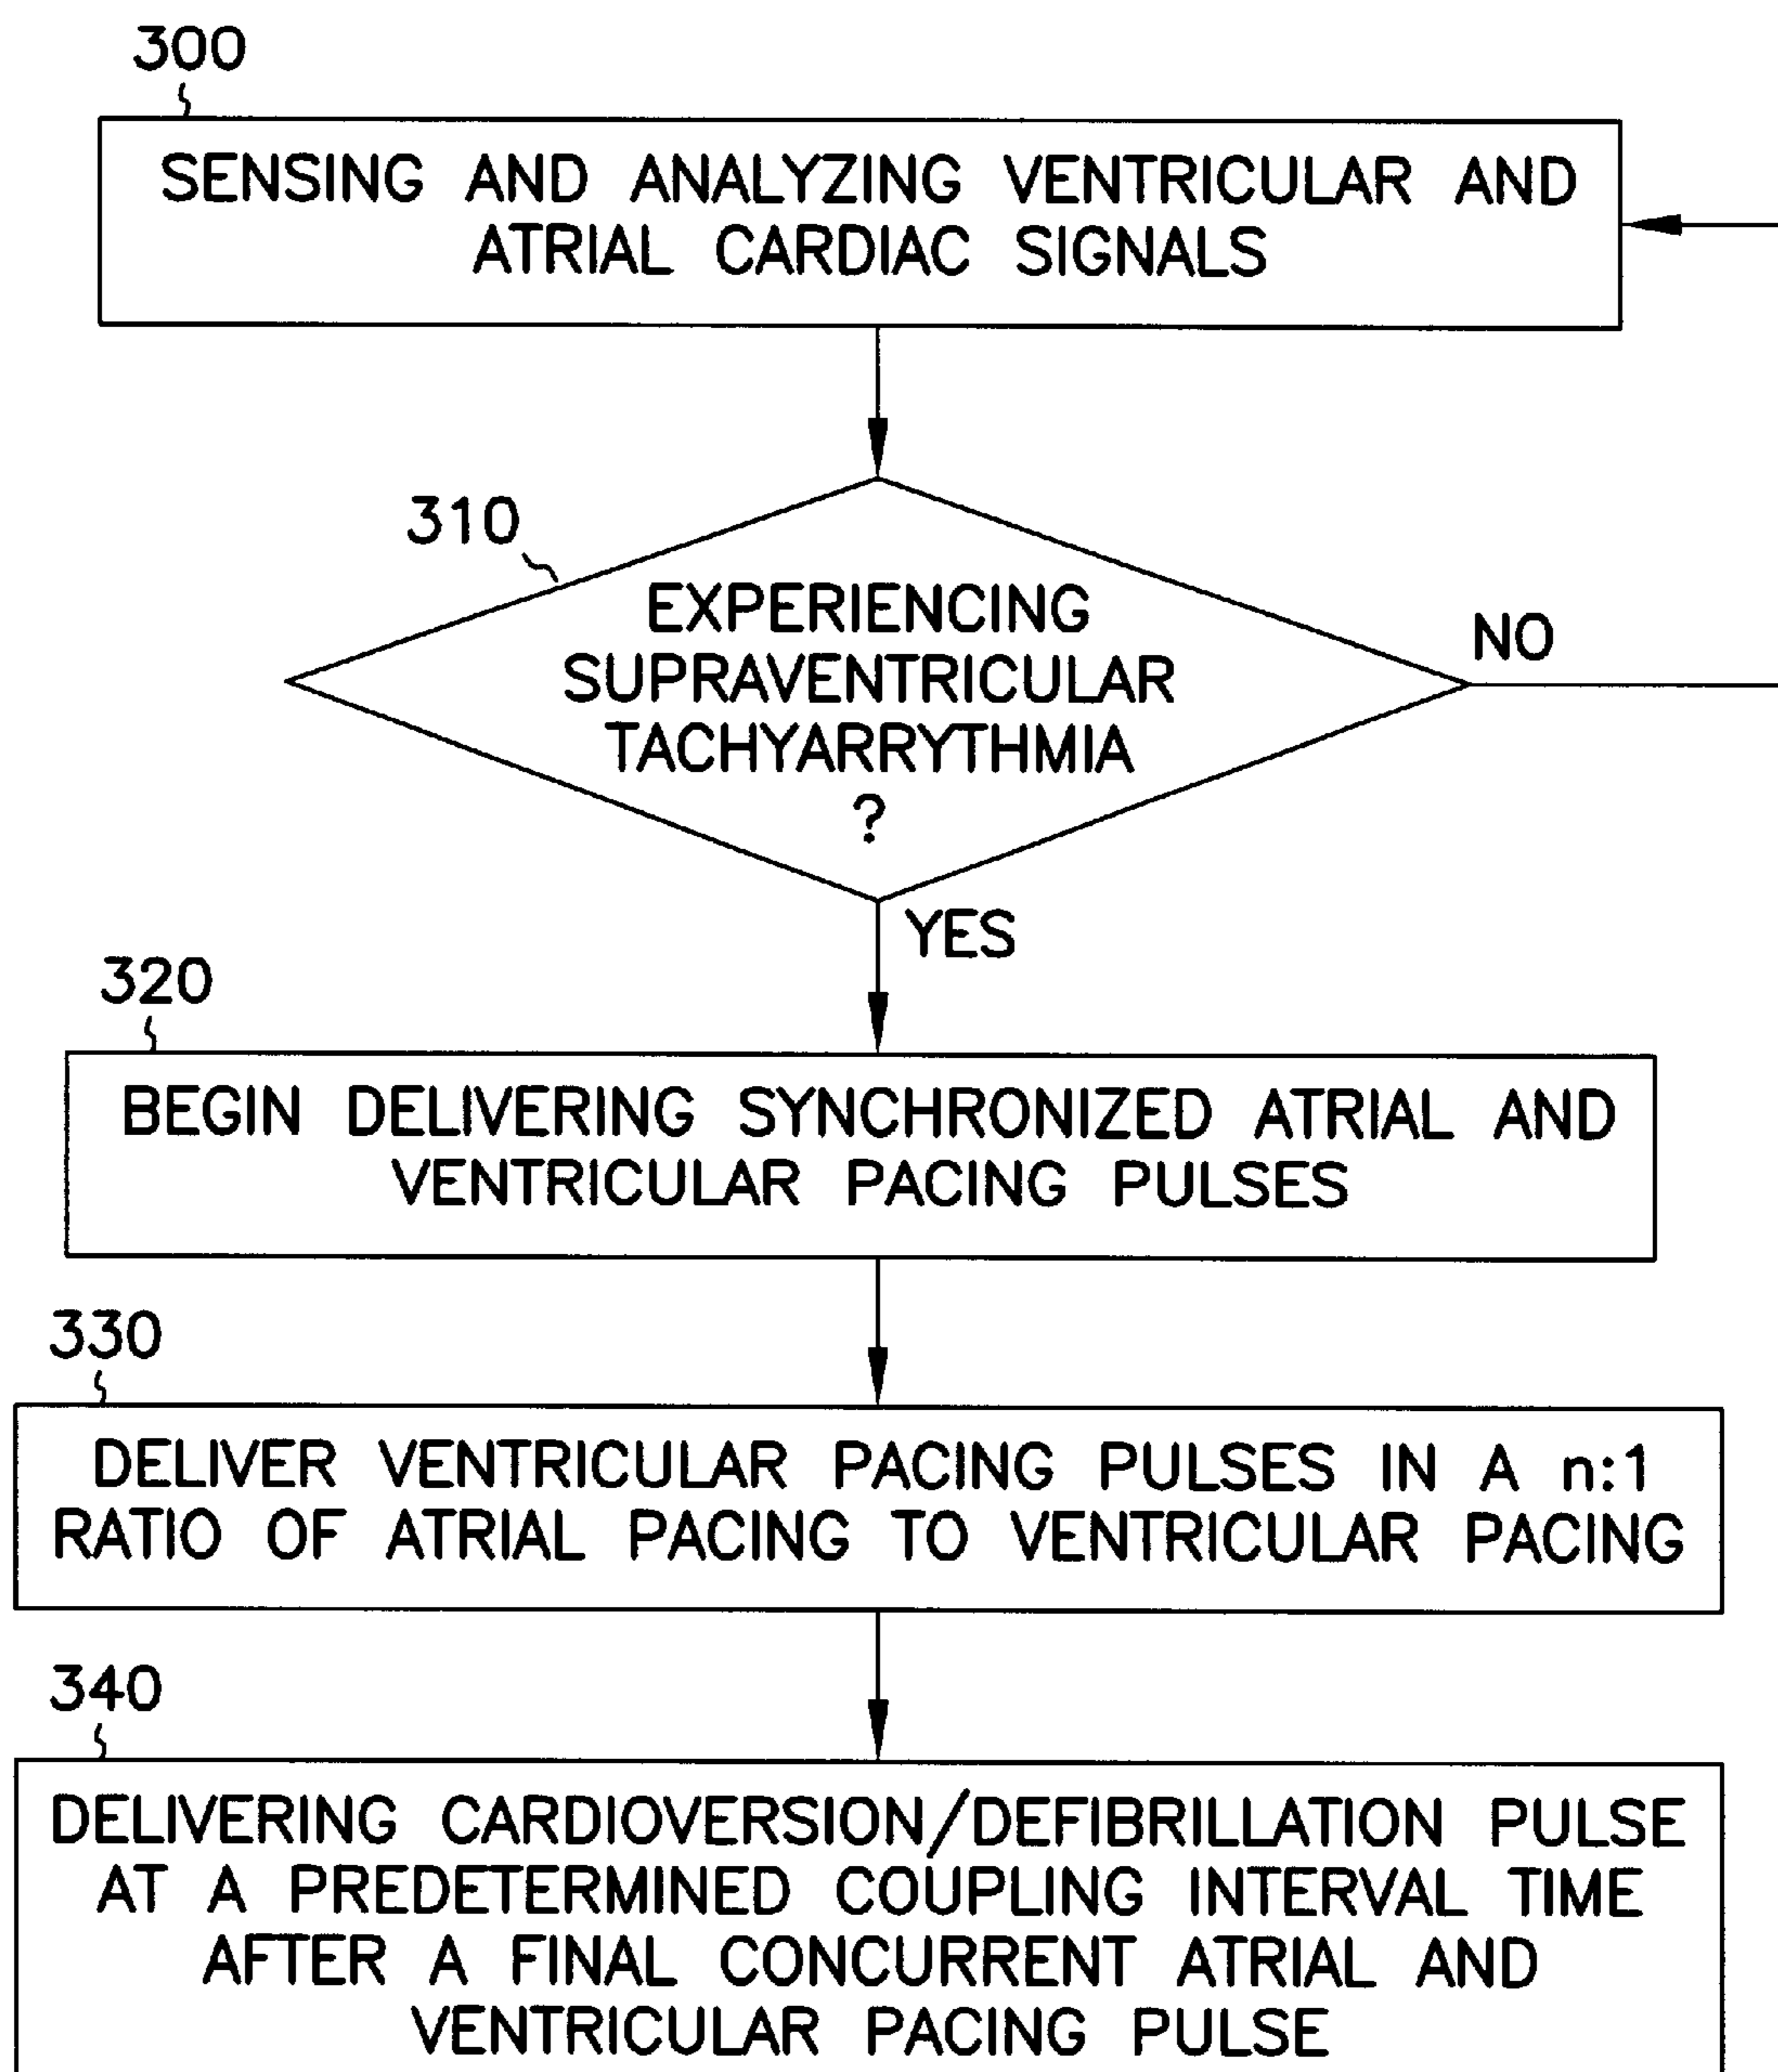 300
SENSING AND ANALYZING VENTRICULAR AND
ATRIAL CARDIAC SIGNALS
310
EXPERIENCING
SUPRAVENTRICULAR
TACHYARRYTHMIA
?
NO
YES
320
BEGIN DELIVERING SYNCHRONIZED ATRIAL AND
VENTRICULAR PACING PULSES
330
DELIVER VENTRICULAR PACING PULSES IN A n:1
RATIO OF ATRIAL PACING TO VENTRICULAR PACING
340
DELIVERING CARDIOVERSION/DEFIBRILLATION PULSE
AT A PREDETERMINED COUPLING INTERVAL TIME
AFTER A FINAL CONCURRENT ATRIAL AND
VENTRICULAR PACING PULSE